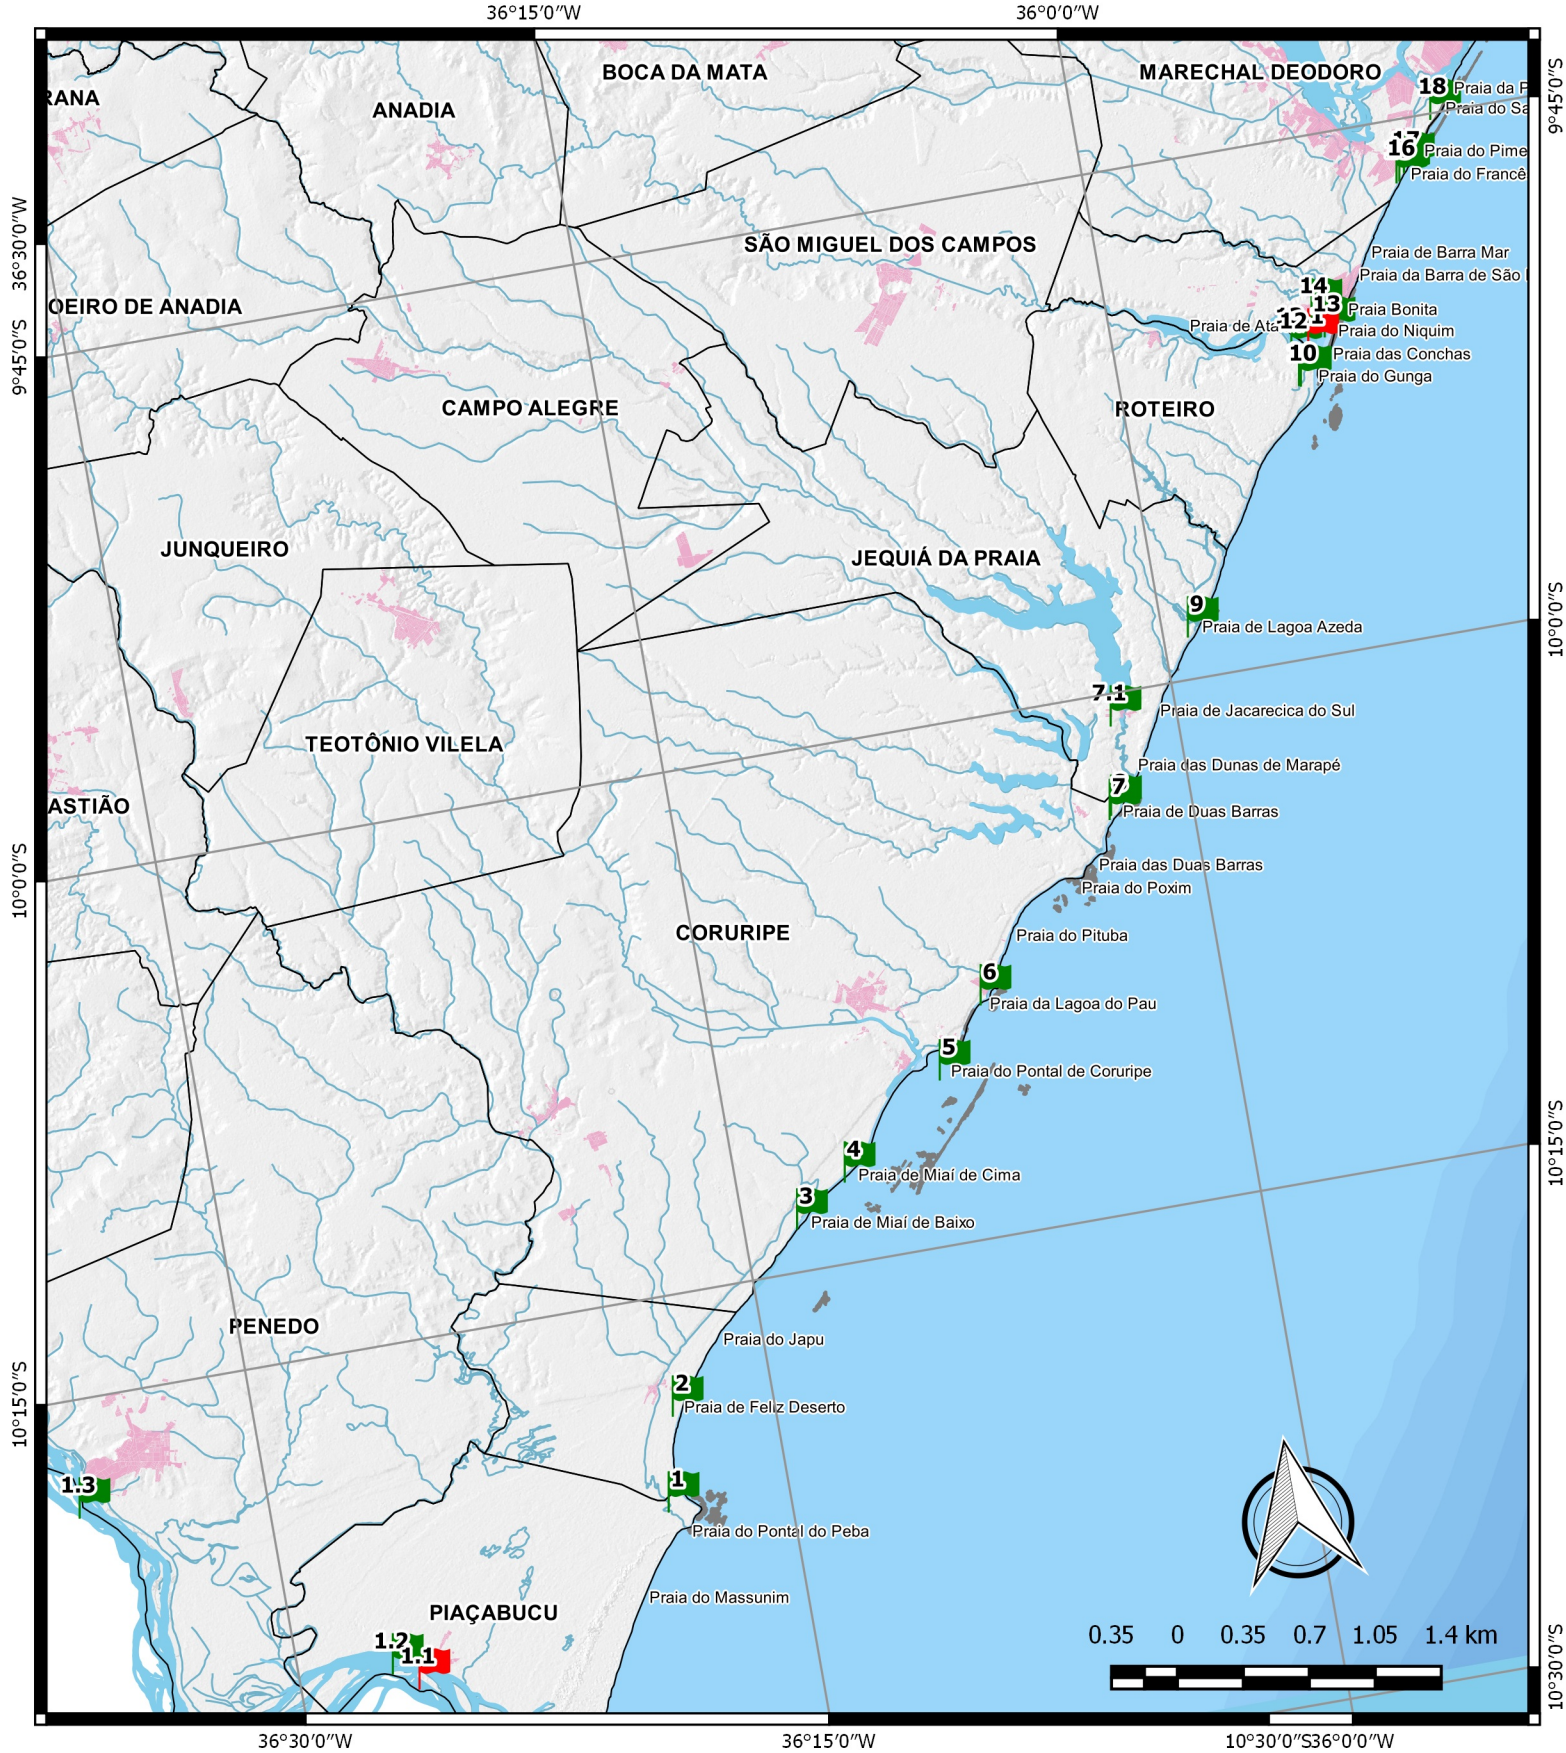 36°15'0"W
36°0'0"W
BOCA DA MATA
MARECHAL DEODORO
RANA
ANADIA
18
Praia da P
Praia do Sa
9°45'0"S
16
Praia do Pime
Praia do Francê
36°30'0"W
SÃO MIGUEL DOS CAMPOS
Praia de Barra Mar
Praia da Barra de São
14
13
OEIRO DE ANADIA
Praia Bonita
12
Praia de Ata
Praia do Niquim
9°45'0"S
10
Praia das Conchas
Praia do Gunga
CAMPO ALEGRE
ROTEIRO
JUNQUEIRO
JEQUIÁ DA PRAIA
9
Praia de Lagoa Azeda
10°0'0"S
7.1
Praia de Jacarecica do Sul
TEOTÔNIO VILELA
Praia das Dunas de Marapé
7
ASTIÃO
Praia de Duas Barras
Praia das Duas Barras
10°0'0"S
Praia do Poxim
CORURIPE
Praia do Pituba
6
Praia da Lagoa do Pau
5
Praia do Pontal de Coruripe
10°15'0"S
4
Praia de Miaí de Cima
3
Praia de Miaí de Baixo
PENEDO
Praia do Japu
10°15'0"S
2
Praia de Feliz Deserto
1.3
1
Praia do Pontal do Peba
Praia do Massunim
PIAÇABUCU
1.2
1.1
0.35 0 0.35 0.7 1.05 1.4 km
10°30'0"S
36°30'0"W
36°15'0"W
10°30'0"S36°0'0"W